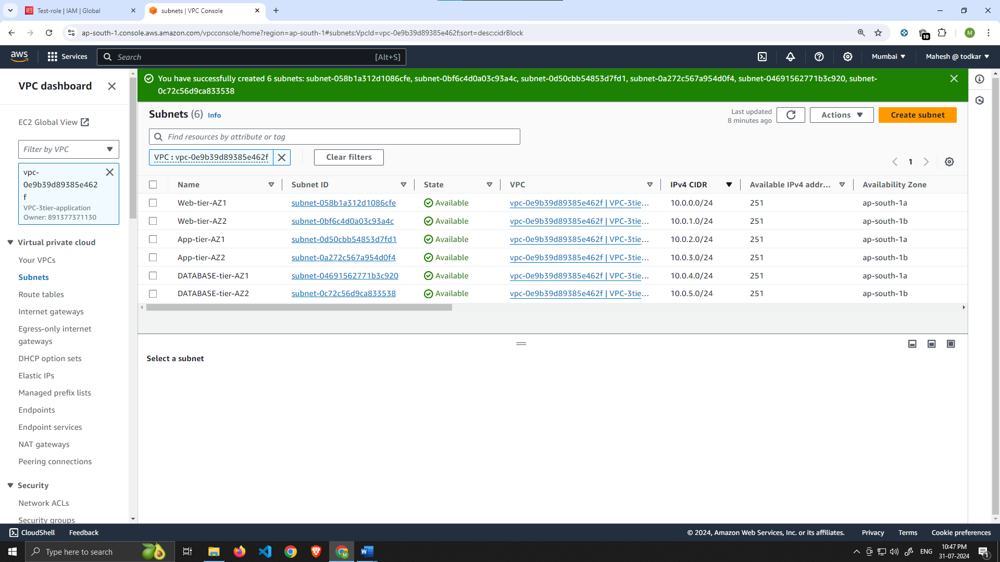 Test-role | IAM | Global
subnets | VPC Console
ap-south-1.console.aws.amazon.com/vpcconsole/home?region=ap-south-1#subnets:VpcId=vpc-0e9b39d89385e462f;sort=desc:cidrBlock
10
M
aws
Services
Search
[Alt+S]
Mumbai
Mahesh @ todkar
VPC dashboard
EC2 Global View
Filter by VPC
vpc-
0e9b39d89385e462
f
VPC-3tier-application
Owner: 891377371130
Virtual private cloud
Your VPCs
Subnets
Route tables
Internet gateways
Egress-only internet
gateways
DHCP option sets
Elastic IPs
Managed prefix lists
Endpoints
Endpoint services
NAT gateways
Peering connections
Security
Network ACLs
Security groups
You have successfully created 6 subnets: subnet-058b1a312d1086cfe, subnet-0bf6c4d0a03c93a4c, subnet-0d50cbb54853d7fd1, subnet-0a272c567a954d0f4, subnet-04691562771b3c920, subnet-
0c72c56d9ca833538
Subnets (6) Info
Last updated
8 minutes ago
Actions
Create subnet
Find resources by attribute or tag
VPC : vpc-0e9b39d89385e462f
Clear filters
1
Name Subnet ID State VPC IPv4 CIDR Available IPv4 addr... Availability Zone
Web-tier-AZ1 subnet-058b1a312d1086cfe Available vpc-0e9b39d89385e462f | VPC-3tie... 10.0.0.0/24 251 ap-south-1a
Web-tier-AZ2 subnet-0bf6c4d0a03c93a4c Available vpc-0e9b39d89385e462f | VPC-3tie... 10.0.1.0/24 251 ap-south-1b
App-tier-AZ1 subnet-0d50cbb54853d7fd1 Available vpc-0e9b39d89385e462f | VPC-3tie... 10.0.2.0/24 251 ap-south-1a
App-tier-AZ2 subnet-0a272c567a954d0f4 Available vpc-0e9b39d89385e462f | VPC-3tie... 10.0.3.0/24 251 ap-south-1b
DATABASE-tier-AZ1 subnet-04691562771b3c920 Available vpc-0e9b39d89385e462f | VPC-3tie... 10.0.4.0/24 251 ap-south-1a
DATABASE-tier-AZ2 subnet-0c72c56d9ca833538 Available vpc-0e9b39d89385e462f | VPC-3tie... 10.0.5.0/24 251 ap-south-1b
Select a subnet
CloudShell
Feedback
© 2024, Amazon Web Services, Inc. or its affiliates.
Privacy
Terms
Cookie preferences
Type here to search
M
W
ENG
10:47 PM
31-07-2024
1